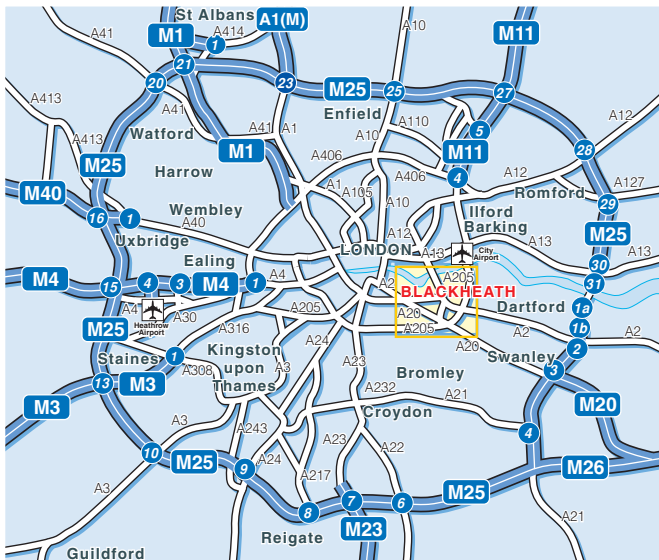 St Albans
A1(M)
A10
M11
A41
M1
1
A414
21
20
23
M25
25
27
A413
A41
A41
A1
Enfield
A110
5
A12
Watford
A10
M11
28
A413
M1
A406
A406
4
A12
A127
M25
Harrow
A1
A105
A10
Romford
29
M40
Wembley
Ilford
16
1
A40
A12
Barking
M25
Uxbridge
LONDON
A13
City
Airport
A13
A13
Ealing
30
M4
15
4
3
M4
1
A4
A2
A205
31
BLACKHEATH
A4
A30
Heathrow
Airport
A205
A20
Dartford
1a
M25
A316
A205
A2
1b
A2
Staines
1
Kingston
upon
Thames
A24
A23
A20
Swanley
2
A308
A3
Bromley
3
13
M3
A232
A21
M20
M3
A3
Croydon
A243
4
10
M25
9
A24
A23
A22
M26
A3
A217
M25
8
7
6
A21
Reigate
M23
Guildford